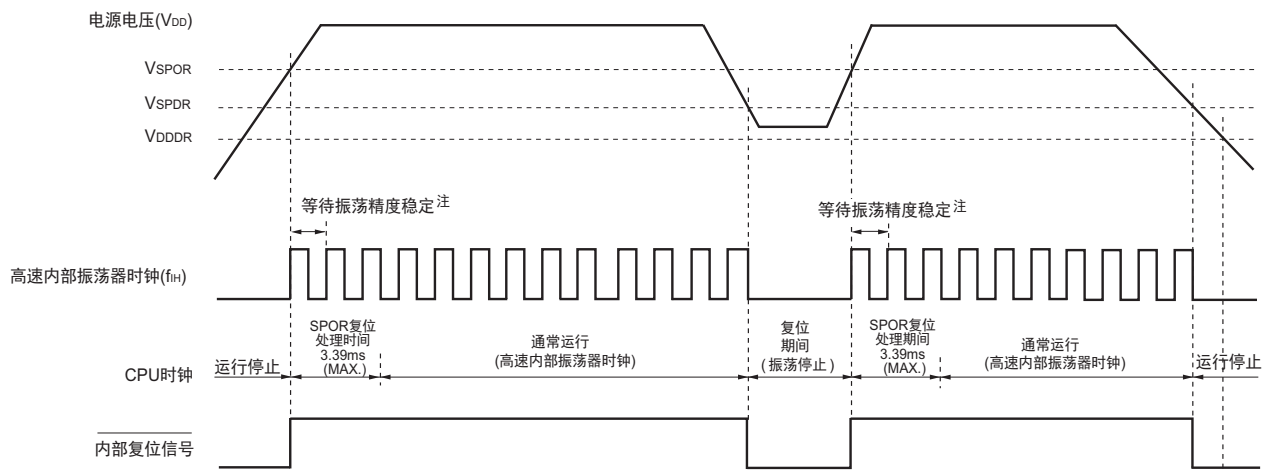 电源电压(VDD)
VSPOR
VSPDR
VDDDR
等待振荡精度稳定注
等待振荡精度稳定注
高速内部振荡器时钟(fIH)
CPU时钟
运行停止
SPOR复位
处理时间
3.39ms
(MAX.)
通常运行
(高速内部振荡器时钟)
复位
期间
(振荡停止)
SPOR复位
处理期间
3.39ms
(MAX.)
通常运行
(高速内部振荡器时钟)
运行停止
内部复位信号